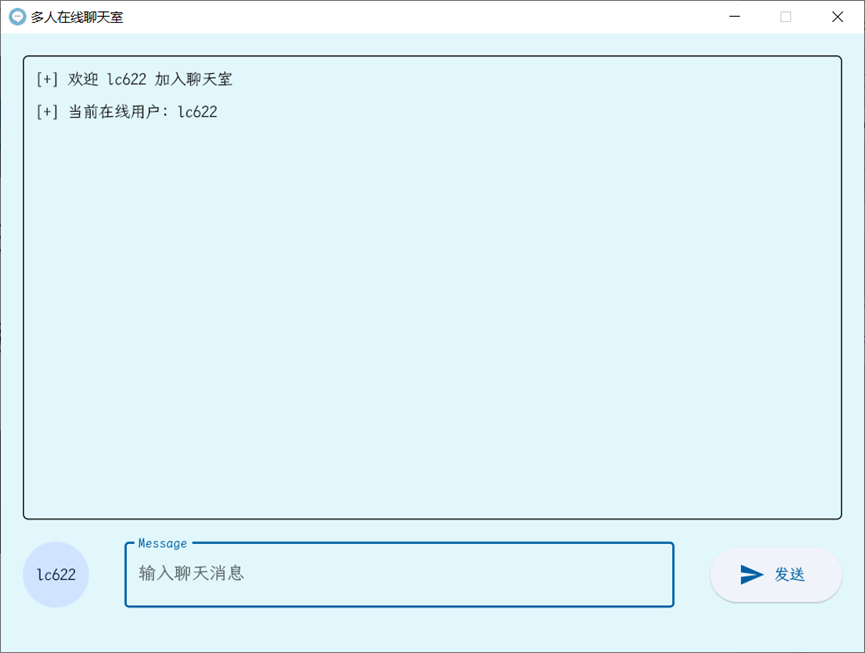 多人在线聊天室
[+] 欢迎 lc622 加入聊天室
[+] 当前在线用户: lc622
Message
lc622
输入聊天消息
发送